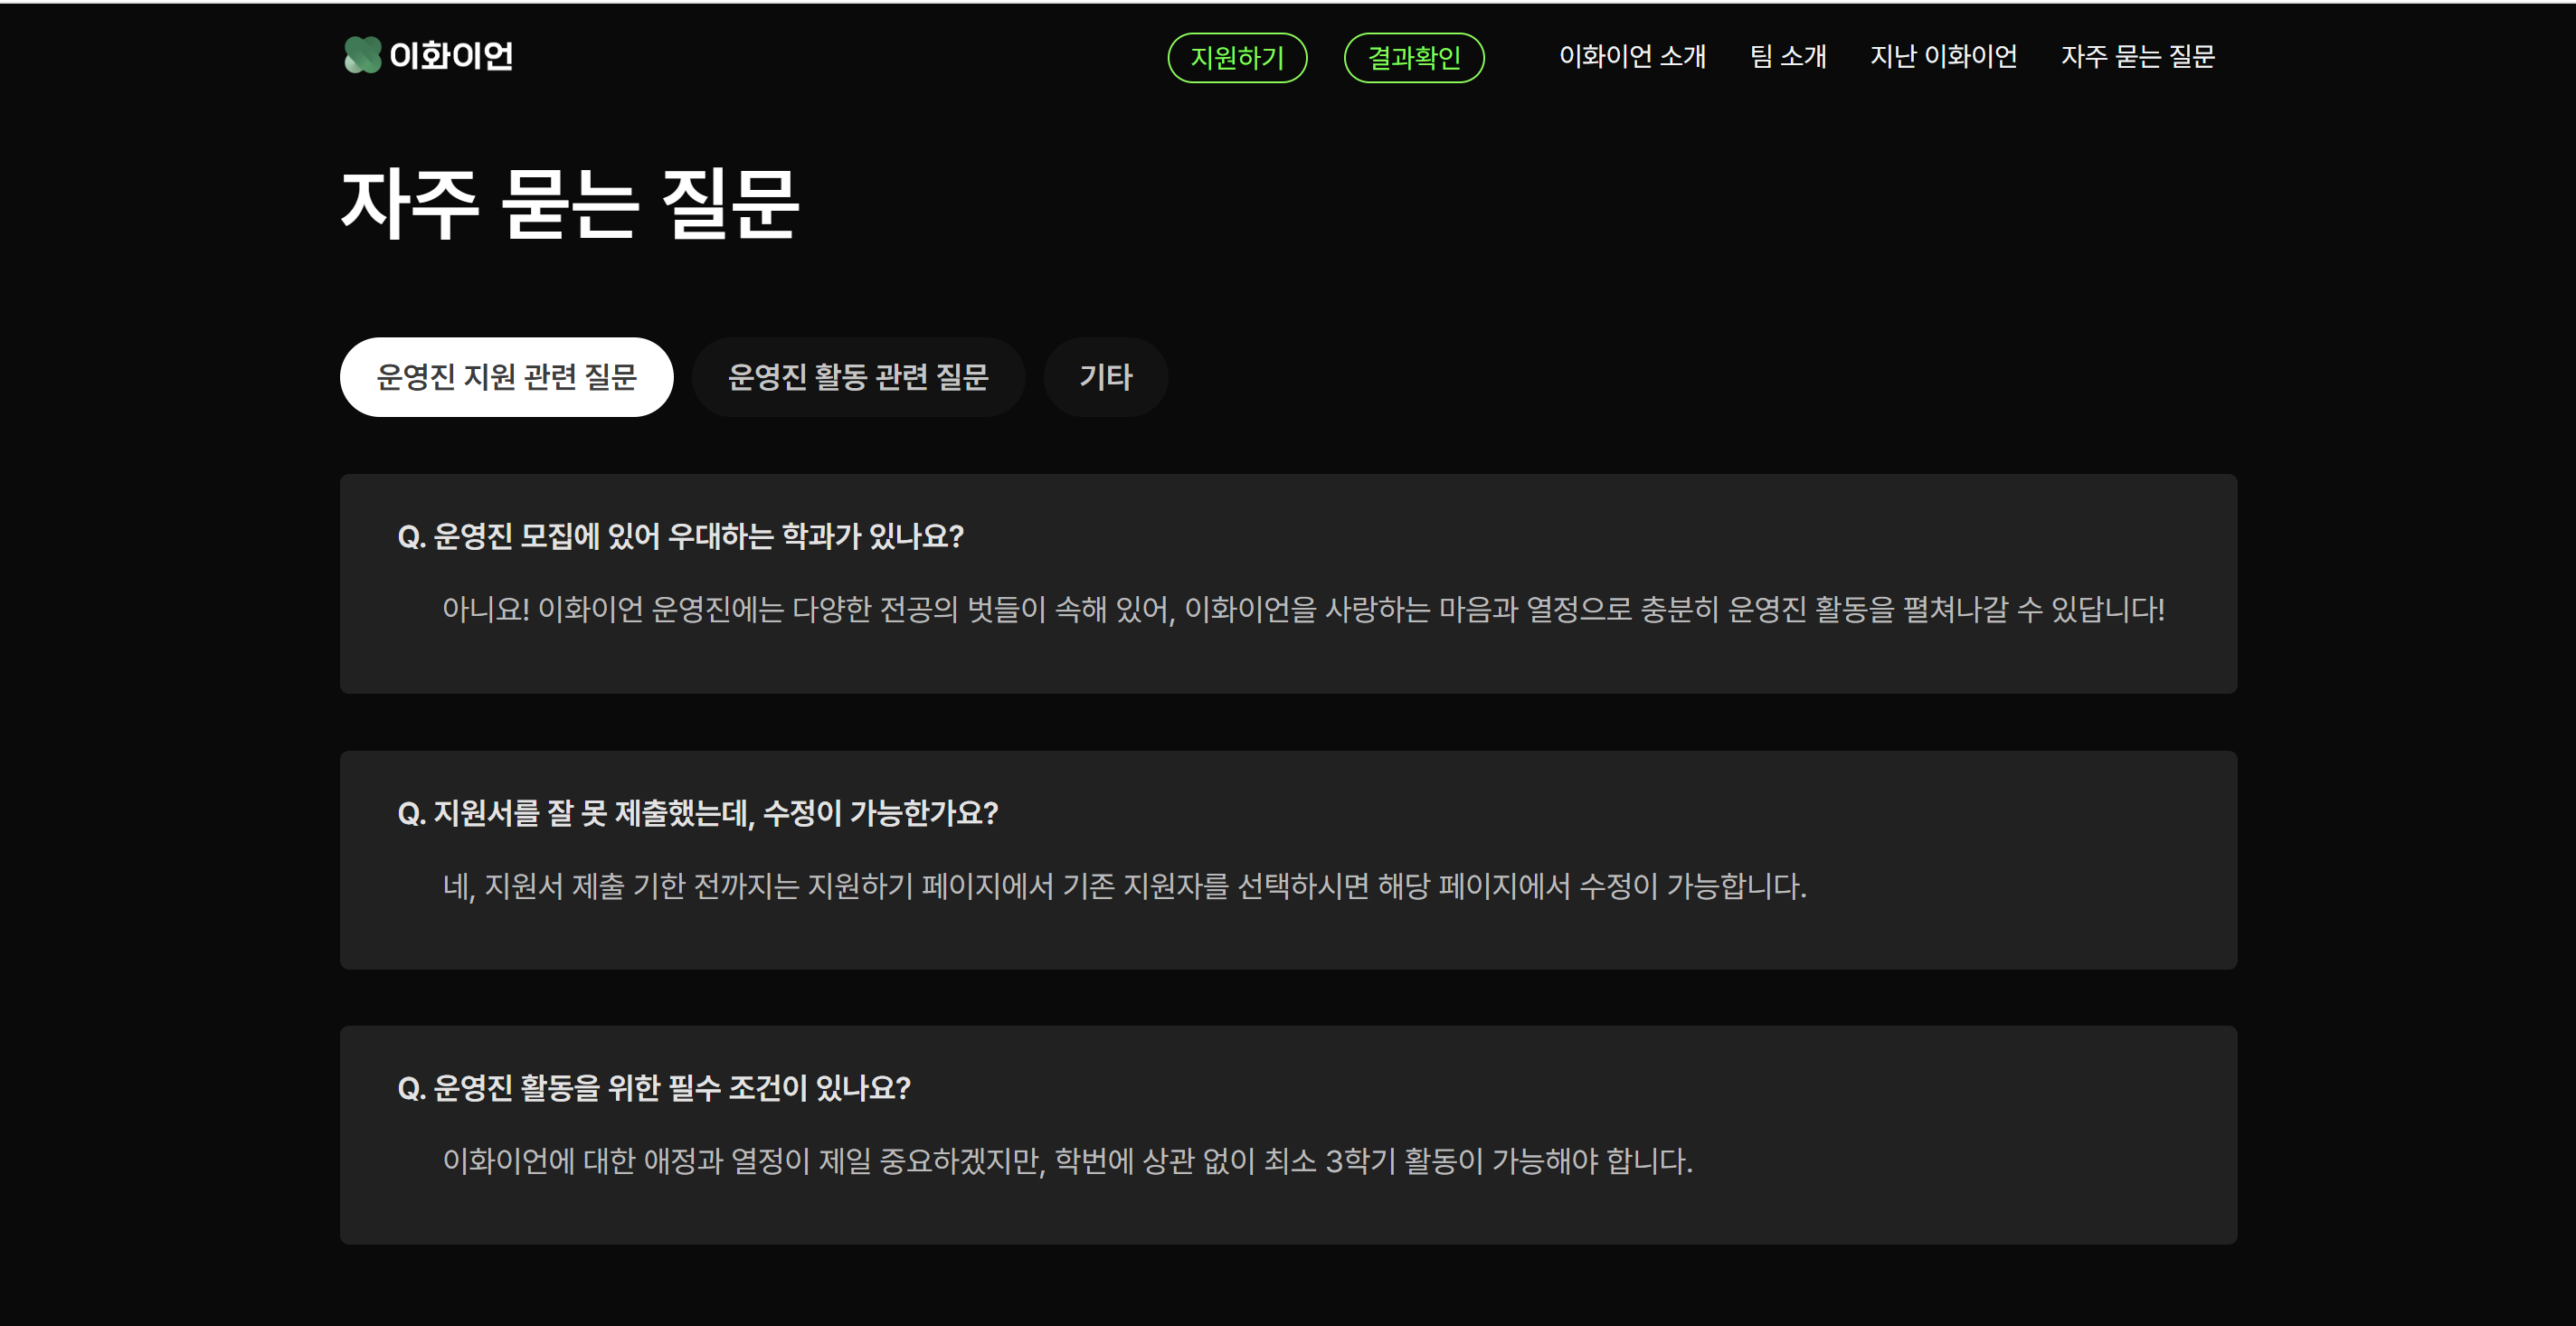 이화이언
지원하기 결과확인 이화이언 소개 팀 소개 지난 이화이언 자주 묻는 질문
자주 묻는 질문
운영진 지원 관련 질문 운영진 활동 관련 질문 기타
Q. 운영진 모집에 있어 우대하는 학과가 있나요?
아니요! 이화이언 운영진에는 다양한 전공의 벗들이 속해 있어, 이화이언을 사랑하는 마음과 열정으로 충분히 운영진 활동을 펼쳐나갈 수 있답니다!
Q. 지원서를 잘 못 제출했는데, 수정이 가능한가요?
네, 지원서 제출 기한 전까지는 지원하기 페이지에서 기존 지원자를 선택하시면 해당 페이지에서 수정이 가능합니다.
Q. 운영진 활동을 위한 필수 조건이 있나요?
이화이언에 대한 애정과 열정이 제일 중요하겠지만, 학번에 상관 없이 최소 3학기 활동이 가능해야 합니다.